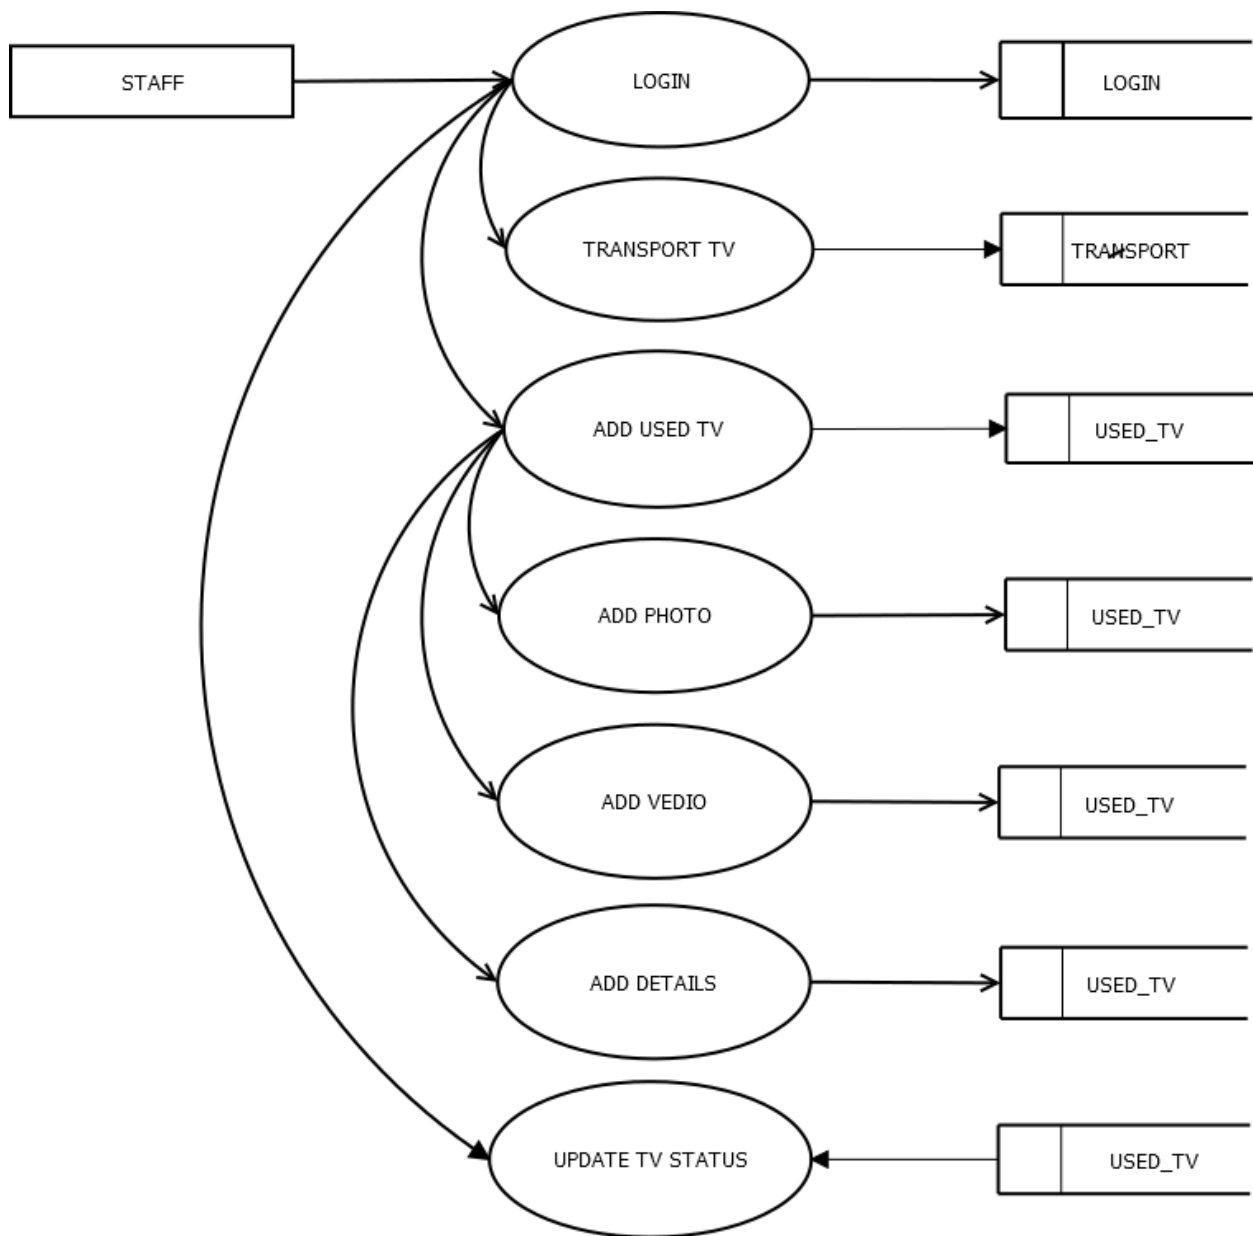 STAFF
LOGIN
LOGIN
TRANSPORT TV
TRANSPORT
ADD USED TV
USED_TV
ADD PHOTO
USED_TV
ADD VEDIO
USED_TV
ADD DETAILS
USED_TV
UPDATE TV STATUS
USED_TV